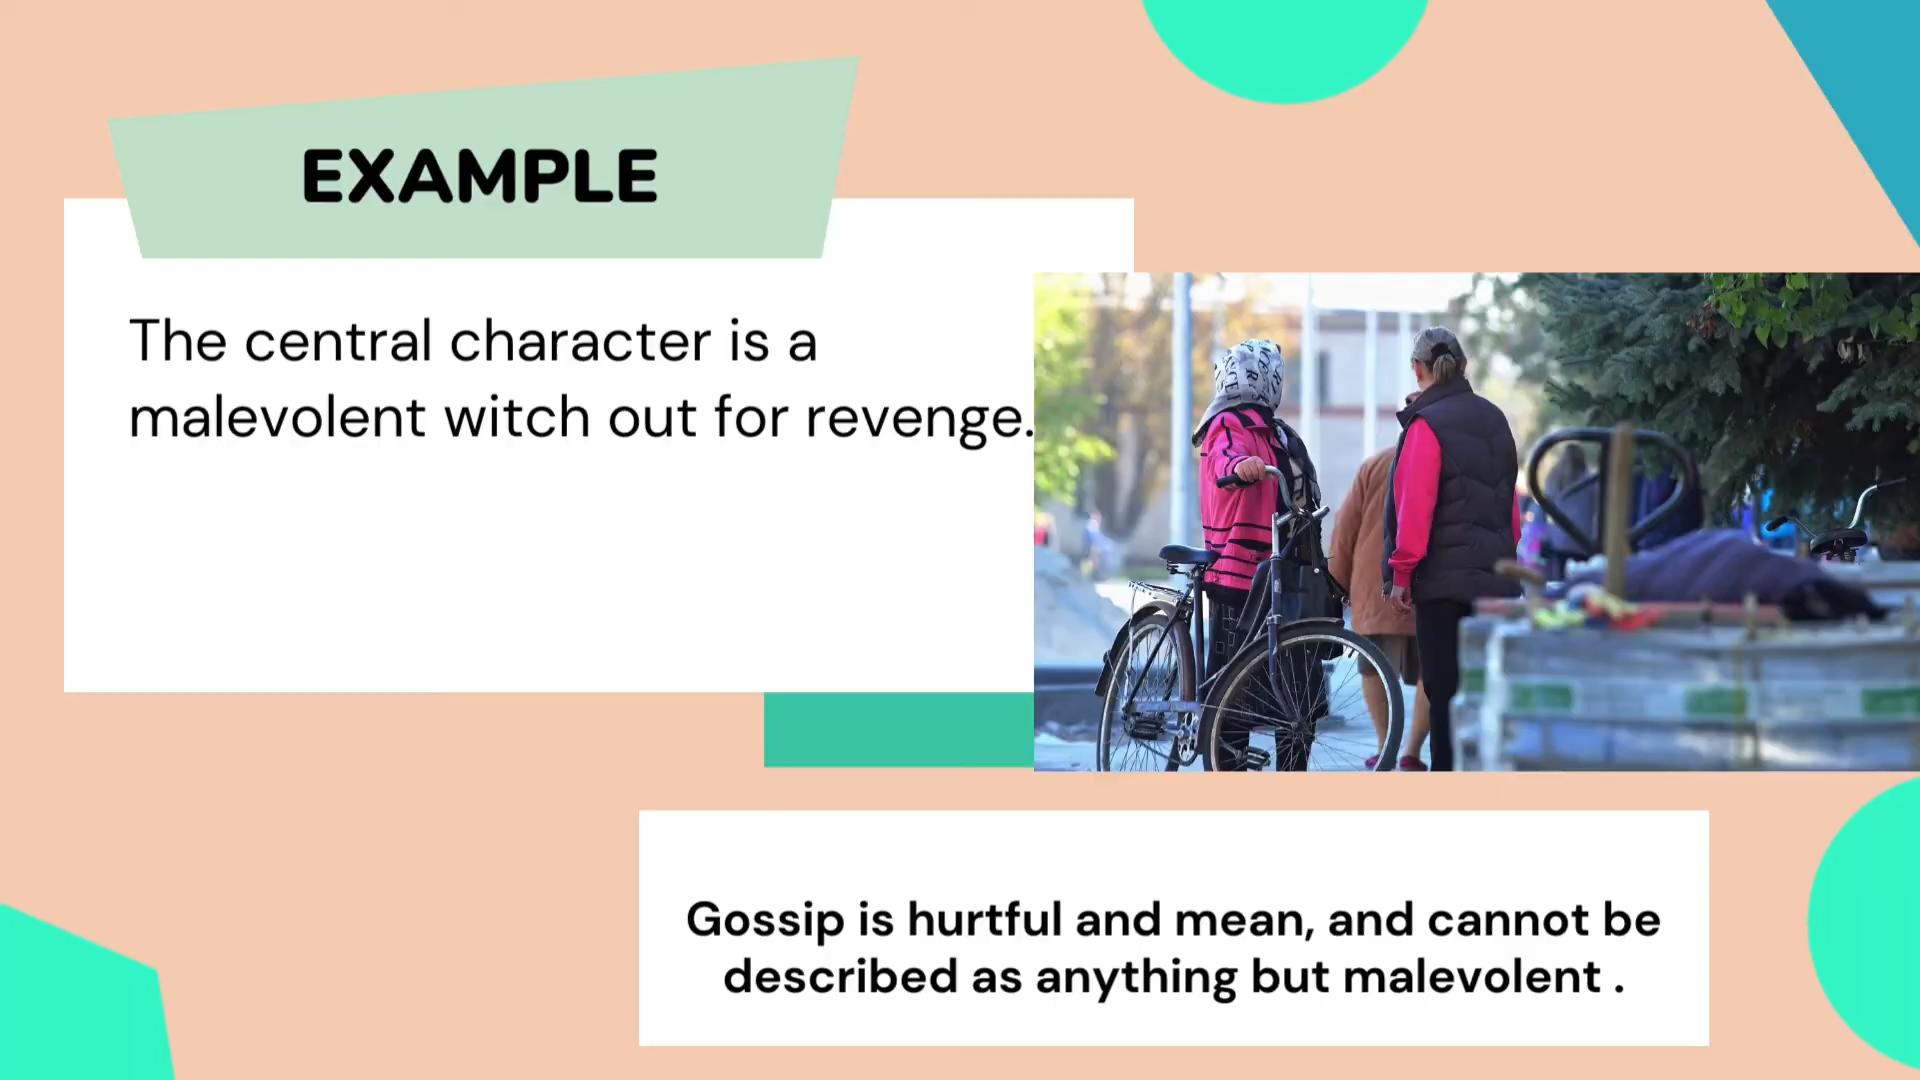 EXAMPLE
The central character is a
malevolent witch out for revenge.
Gossip is hurtful and mean, and cannot be
described as anything but malevolent .